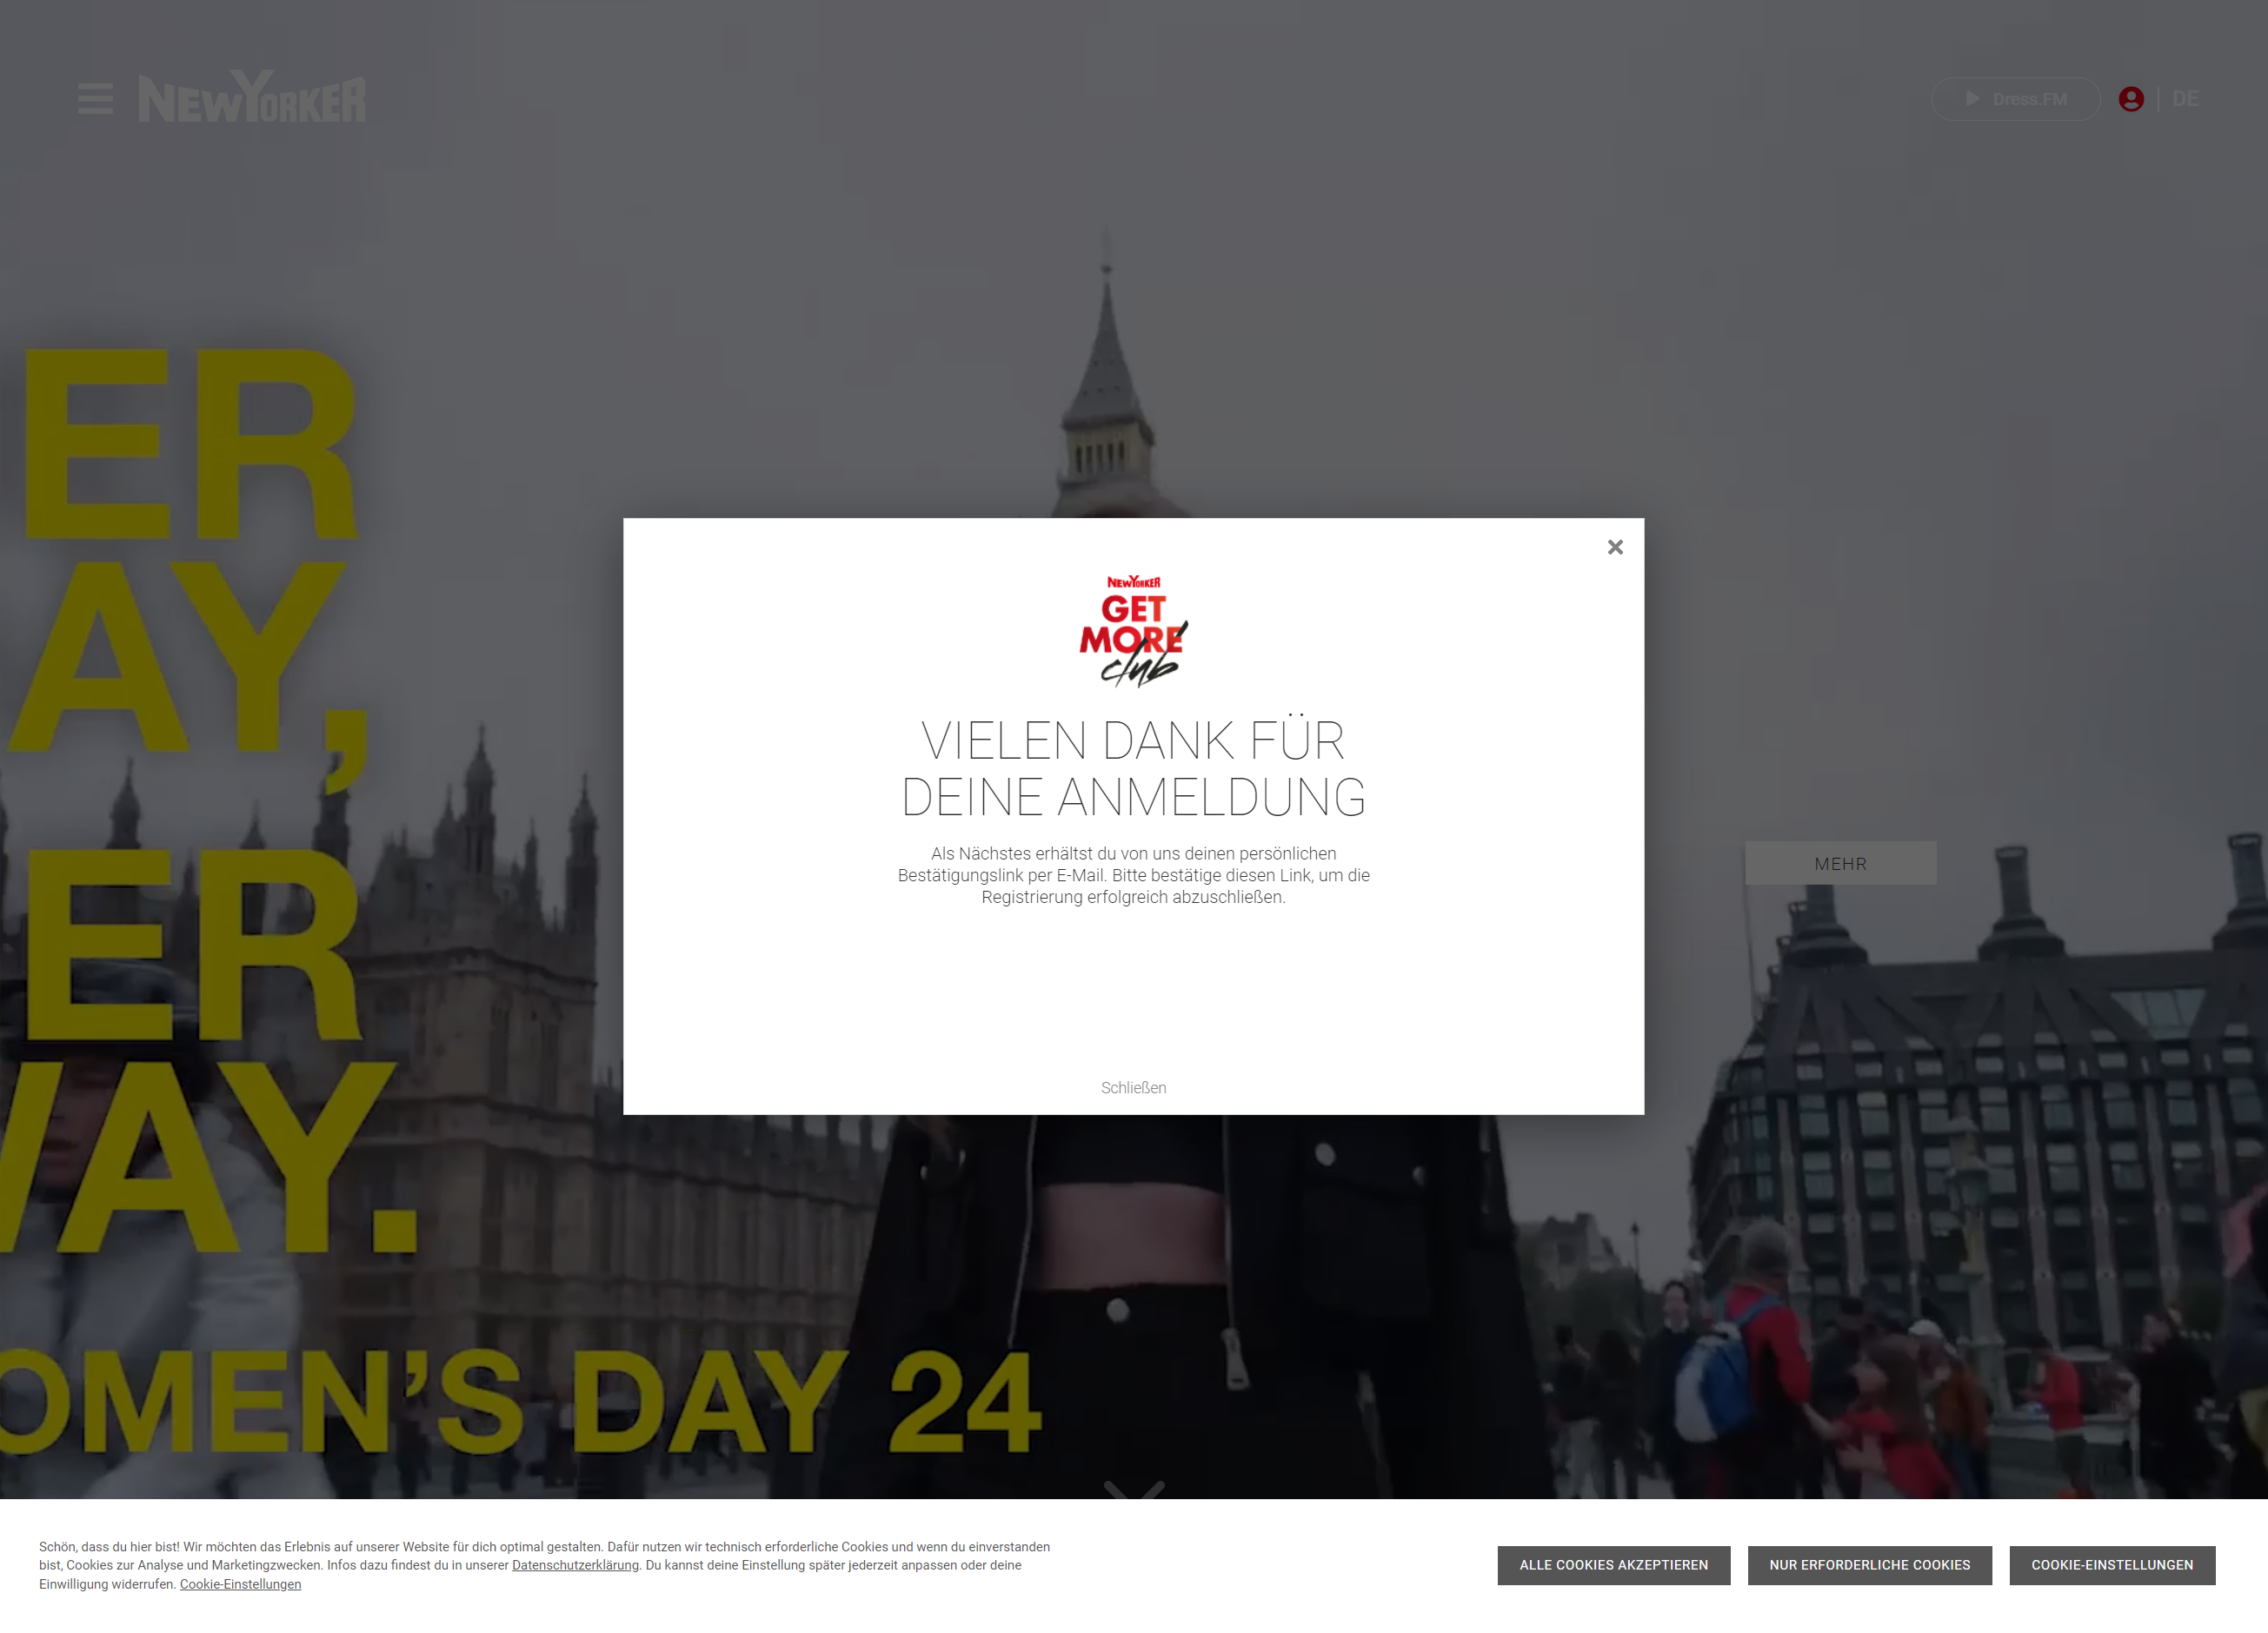 NEWYORKER
Dress.FM
DE
ER
AY,
ER
WAY.
OMEN'S DAY 24
NEWYORKER
GET
MORE
club
VIELEN DANK FÜR
DEINE ANMELDUNG
Als Nächstes erhältst du von uns deinen persönlichen
Bestätigungslink per E-Mail. Bitte bestätige diesen Link, um die
Registrierung erfolgreich abzuschließen.
Schließen
MEHR
Schön, dass du hier bist! Wir möchten das Erlebnis auf unserer Website für dich optimal gestalten. Dafür nutzen wir technisch erforderliche Cookies und wenn du einverstanden
bist, Cookies zur Analyse und Marketingzwecken. Infos dazu findest du in unserer Datenschutzerklärung. Du kannst deine Einstellung später jederzeit anpassen oder deine
Einwilligung widerrufen. Cookie-Einstellungen
ALLE COOKIES AKZEPTIEREN
NUR ERFORDERLICHE COOKIES
COOKIE-EINSTELLUNGEN